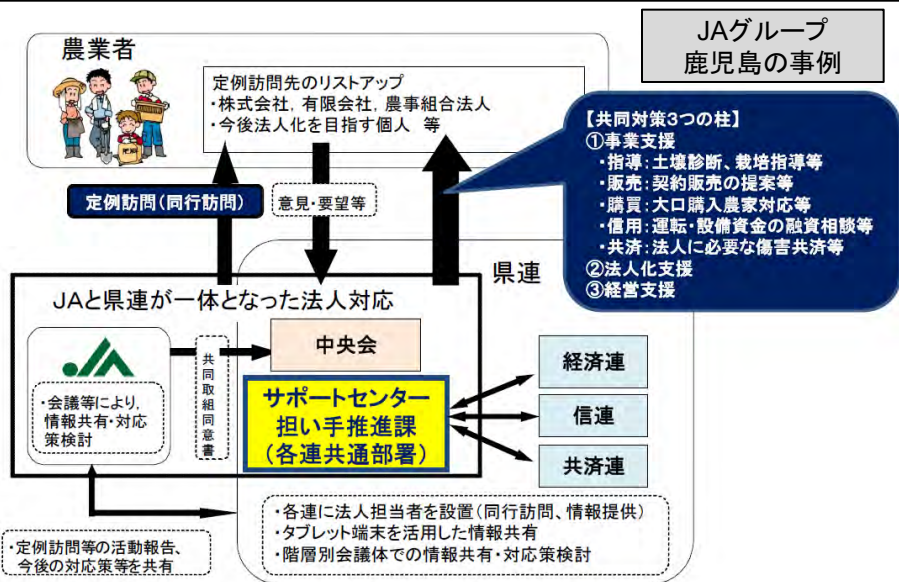 JAグループ
鹿児島の事例
農業者
定例訪問先のリストアップ
・株式会社，有限会社，農事組合法人
・今後法人化を目指す個人　等
【共同対策3つの柱】
①事業支援
・指導：土壌診断、栽培指導等
・販売：契約販売の提案等
・購買：大口購入農家対応等
・信用：運転・設備資金の融資相談等
・共済：法人に必要な傷害共済等
②法人化支援
③経営支援
定例訪問（同行訪問）
意見・要望等
県連
JAと県連が一体となった法人対応
JA
・会議等により，
情報共有・対応
策検討
共同取組同意書
中央会
サポートセンター
担い手推進課
（各連共通部署）
経済連
信連
共済連
・各連に法人担当者を設置（同行訪問、情報提供）
・タブレット端末を活用した情報共有
・階層別会議体での情報共有・対応策検討
・定例訪問等の活動報告、
今後の対応策等を共有